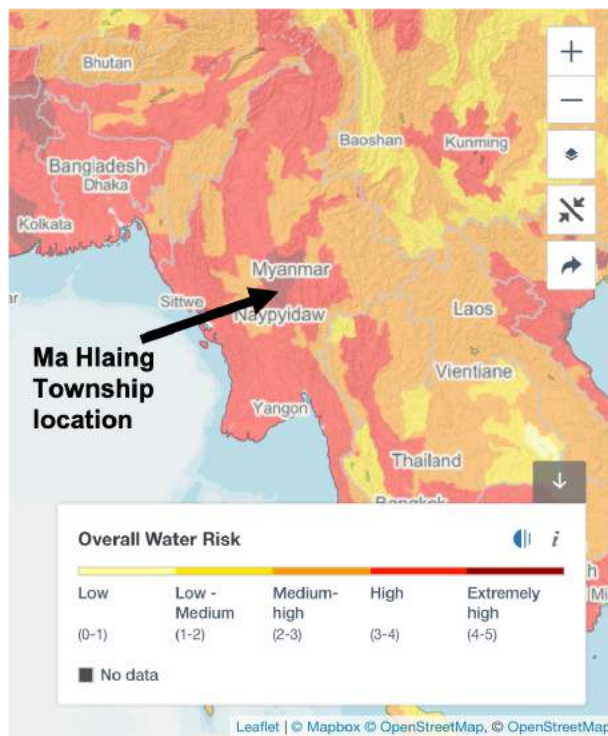 Bhutan
Baoshan
Kunming
Bangladesh
Dhaka
Kolkata
Myanmar
Sittwe
Naypyidaw
Laos
Ma Hlaing
Township
location
Vientiane
Yangon
Thailand
Bangkok
Overall Water Risk
i
Low
Low -
Medium
Medium-
high
High
Extremely
high
(0-1)
(1-2)
(2-3)
(3-4)
(4-5)
No data
Leaflet | © Mapbox © OpenStreetMap, © OpenStreetMap